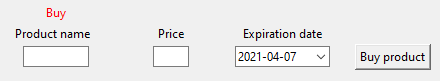 Buy
Product name Price Expiration date
2021-04-07 Buy product